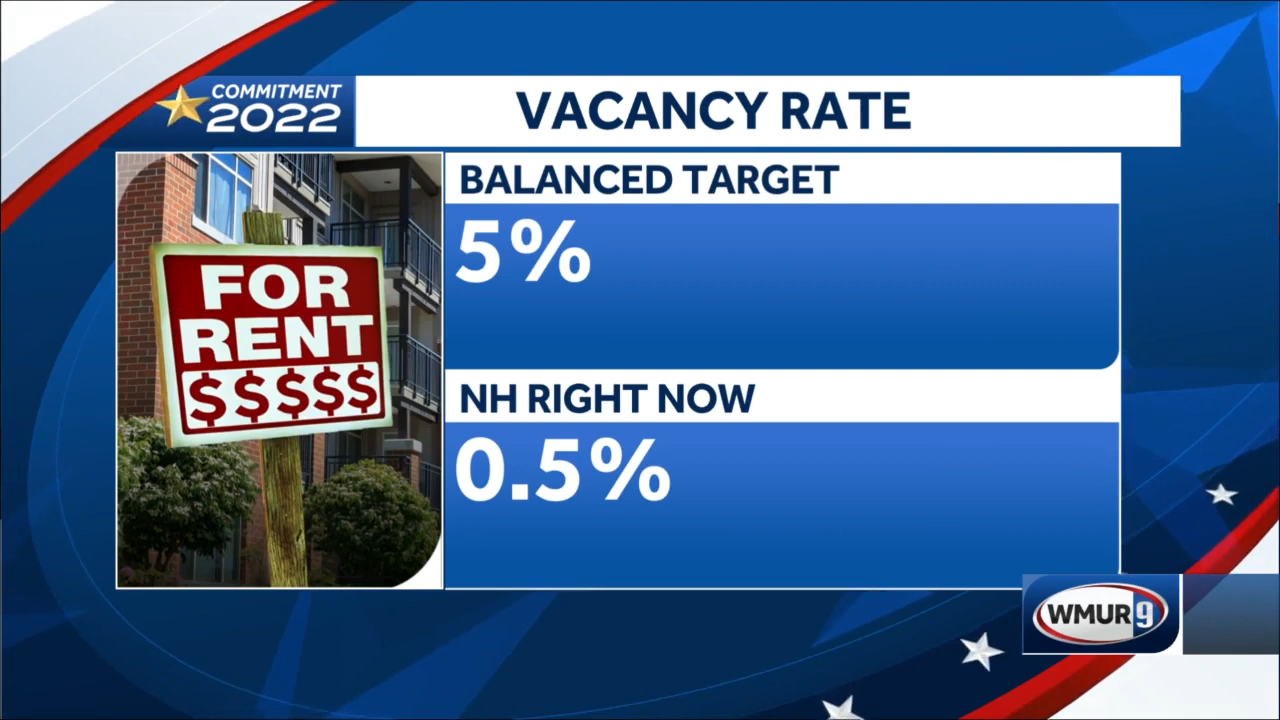 COMMITMENT
2022
VACANCY RATE
BALANCED TARGET
5%
FOR
RENT
$$$$$
NH RIGHT NOW
0.5%
WMUR9